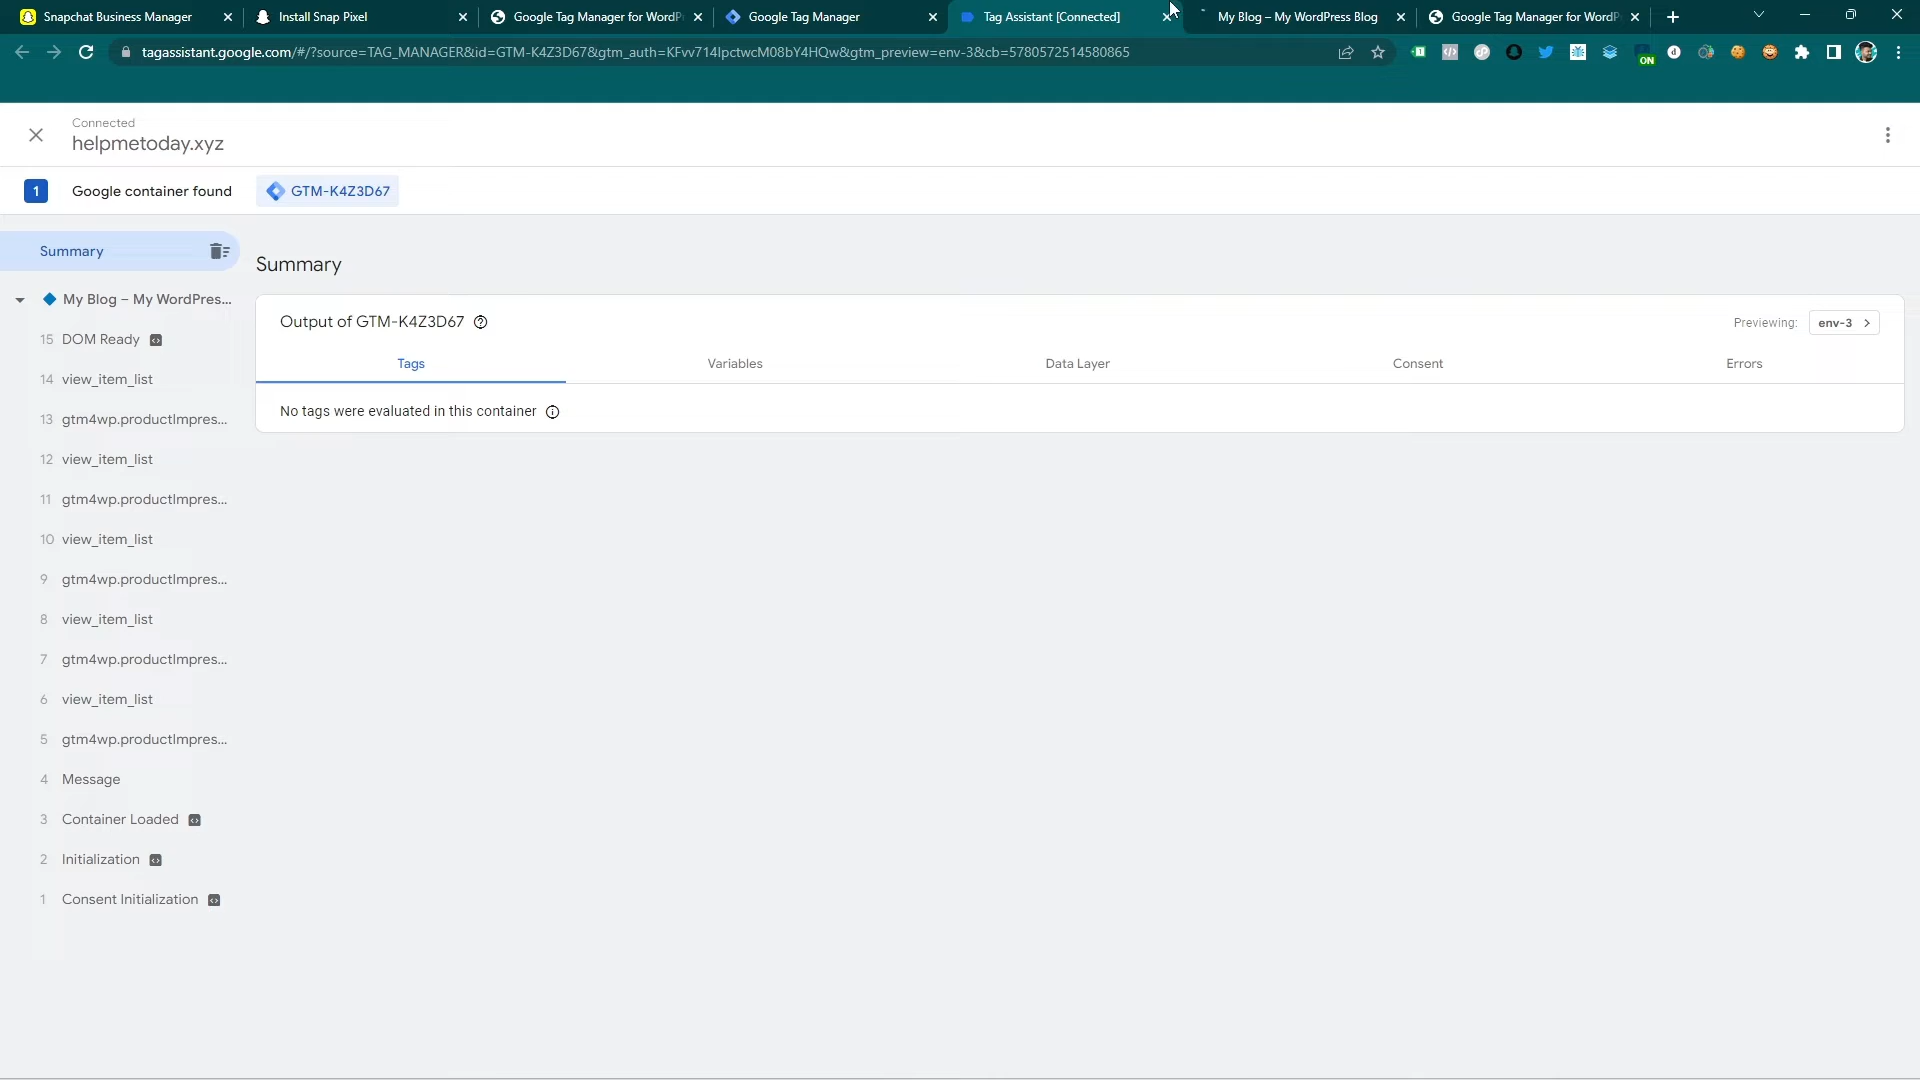 Snapchat Business Manager
Install Snap Pixel
Google Tag Manager for WordP
Google Tag Manager
Tag Assistant [Connected]
My Blog – My WordPress Blog
Google Tag Manager for WordP
tagassistant.google.com/#/?source=TAG_MANAGER&id=GTM-K4Z3D67&gtm_auth=KFvv714lpctwcM08bY4HQw&gtm_preview=env-3&cb=5780572514580865
ON
Connected
helpmetoday.xyz
1 Google container found GTM-K4Z3D67
Summary
Summary
My Blog – My WordPres...
Output of GTM-K4Z3D67
Previewing: env-3
Tags Variables Data Layer Consent Errors
No tags were evaluated in this container
15 DOM Ready
14 view_item_list
13 gtm4wp.productImpres...
12 view_item_list
11 gtm4wp.productImpres...
10 view_item_list
9 gtm4wp.productImpres...
8 view_item_list
7 gtm4wp.productImpres...
6 view_item_list
5 gtm4wp.productImpres...
4 Message
3 Container Loaded
2 Initialization
1 Consent Initialization